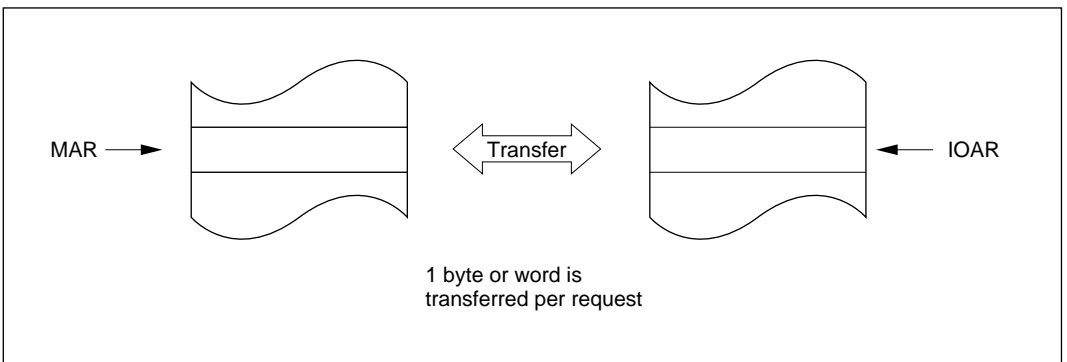 MAR
Transfer
IOAR
1 byte or word is
transferred per request